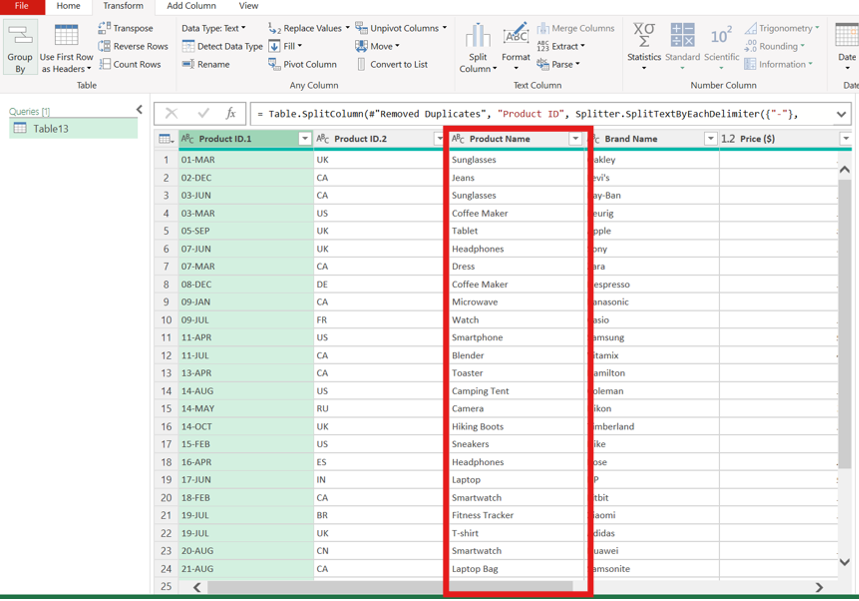 File Home Transform Add Column View
Group By
Use First Row as Headers
Transpose
Reverse Rows
Count Rows
Table
Data Type: Text
Detect Data Type
Rename
Replace Values
Fill
Pivot Column
Unpivot Columns
Move
Convert to List
Any Column
Split Column
Format
Merge Columns
Extract
Parse
Text Column
Statistics
Standard
Scientific
Trigonometry
Rounding
Information
Number Column
Date
Date
Queries [1]
Table13
fx = Table.SplitColumn(#"Removed Duplicates", "Product ID", Splitter.SplitTextByEachDelimiter({"-"},
Product ID.1 Product ID.2 Product Name Brand Name 1.2 Price ($)
1 01-MAR UK Sunglasses akley
2 02-DEC CA Jeans evi's
3 03-JUN CA Sunglasses ay-Ban
4 03-MAR US Coffee Maker eurig
5 05-SEP UK Tablet pple
6 07-JUN UK Headphones ony
7 07-MAR CA Dress ara
8 08-DEC DE Coffee Maker espresso
9 09-JAN CA Microwave anasonic
10 09-JUL FR Watch asio
11 11-APR US Smartphone amsung
12 11-JUL CA Blender itamix
13 13-APR CA Toaster amilton
14 14-AUG US Camping Tent oleman
15 14-MAY RU Camera ikon
16 14-OCT UK Hiking Boots mberland
17 15-FEB US Sneakers ike
18 16-APR ES Headphones ose
19 17-JUN IN Laptop P
20 18-FEB CA Smartwatch itbit
21 19-JUL BR Fitness Tracker iaomi
22 19-JUL UK T-shirt didas
23 20-AUG CN Smartwatch uawei
24 21-AUG CA Laptop Bag amsonite
25